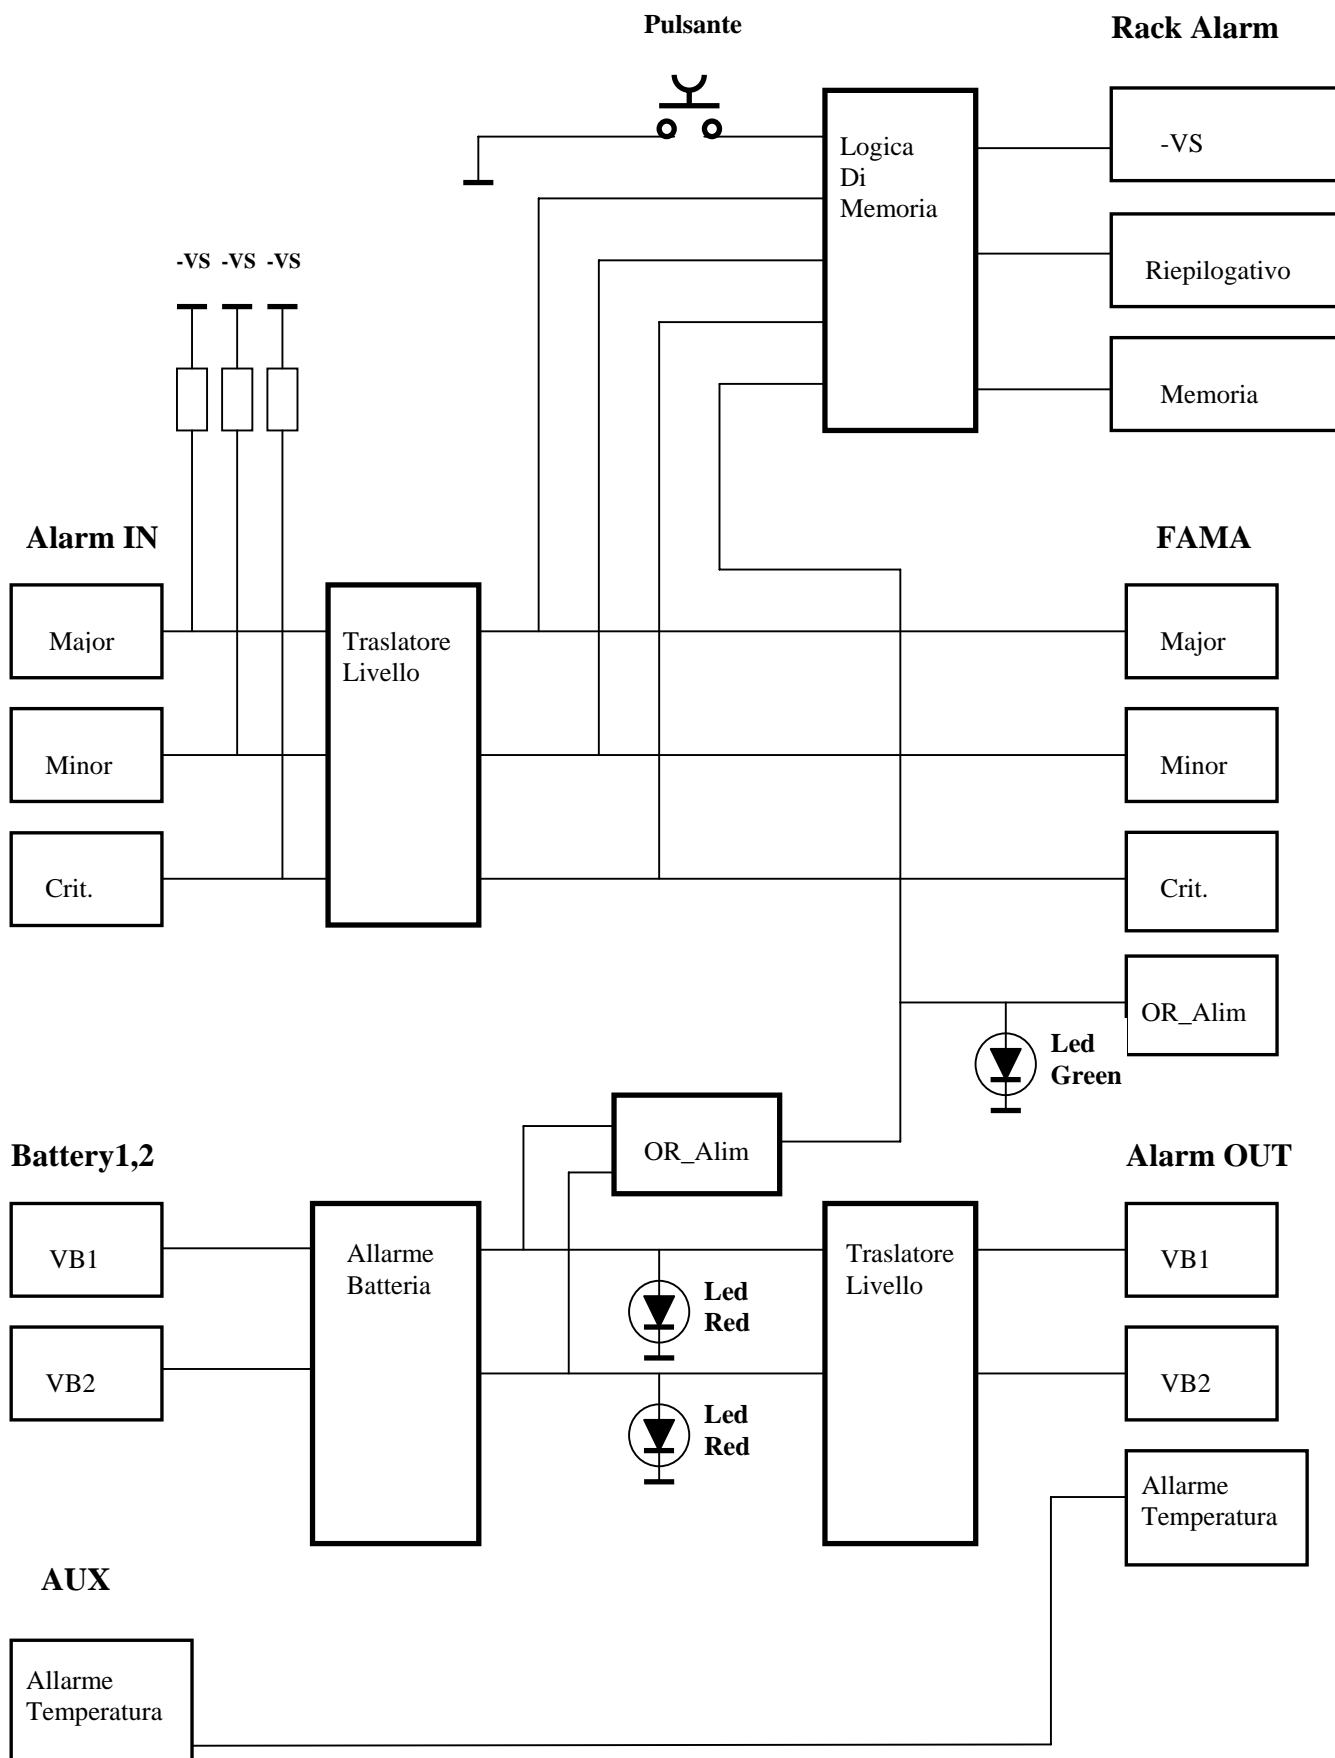 Pulsante
Rack Alarm
Logica
Di
Memoria
-VS
Riepilogativo
Memoria
-VS -VS -VS
Alarm IN
FAMA
Major
Traslatore
Livello
Major
Minor
Minor
Crit.
Crit.
OR_Alim
Led
Green
OR_Alim
Battery1,2
Alarm OUT
VB1
Allarme
Batteria
Traslatore
Livello
VB1
Led
Red
VB2
VB2
Led
Red
Allarme
Temperatura
AUX
Allarme
Temperatura